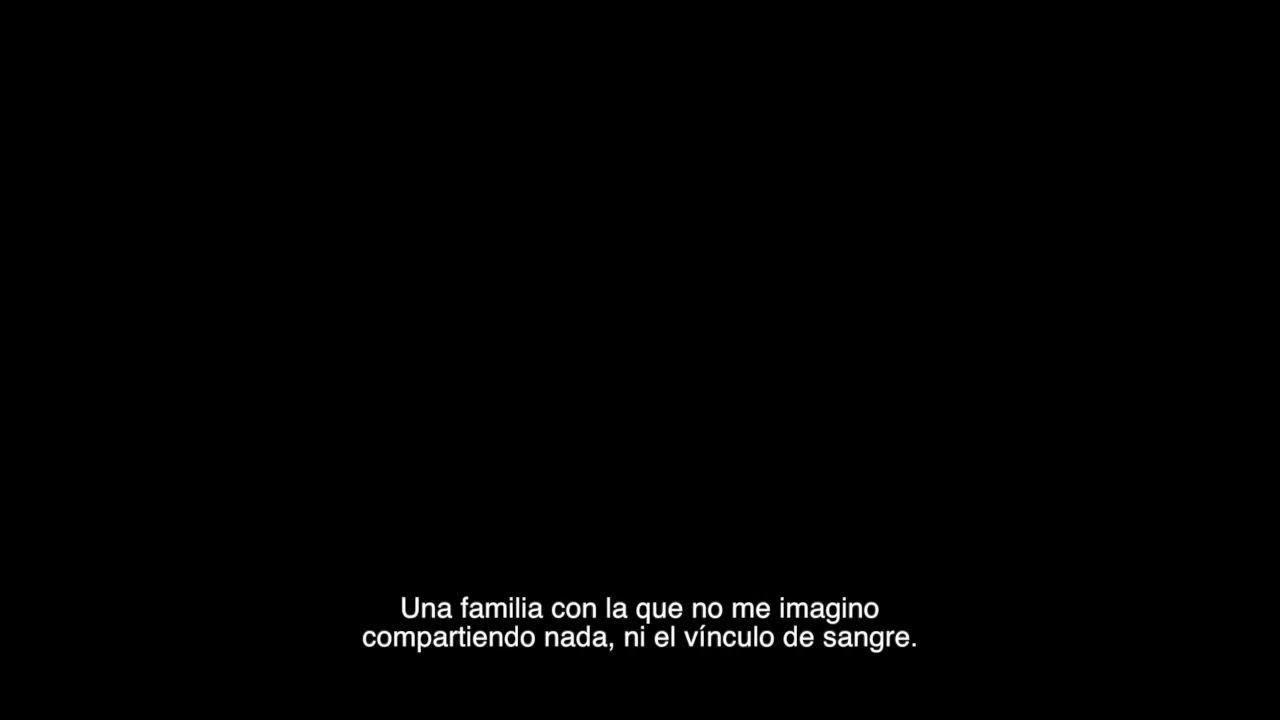 Una familia con la que no me imagino
compartiendo nada, ni el vínculo de sangre.